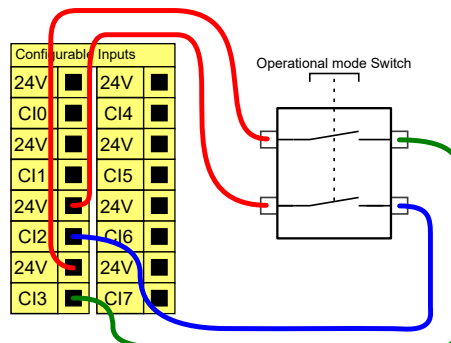 Configurable Inputs
Operational mode Switch
24V 24V
CI0 CI4
24V 24V
CI1 CI5
24V 24V
CI2 CI6
24V 24V
CI3 CI7